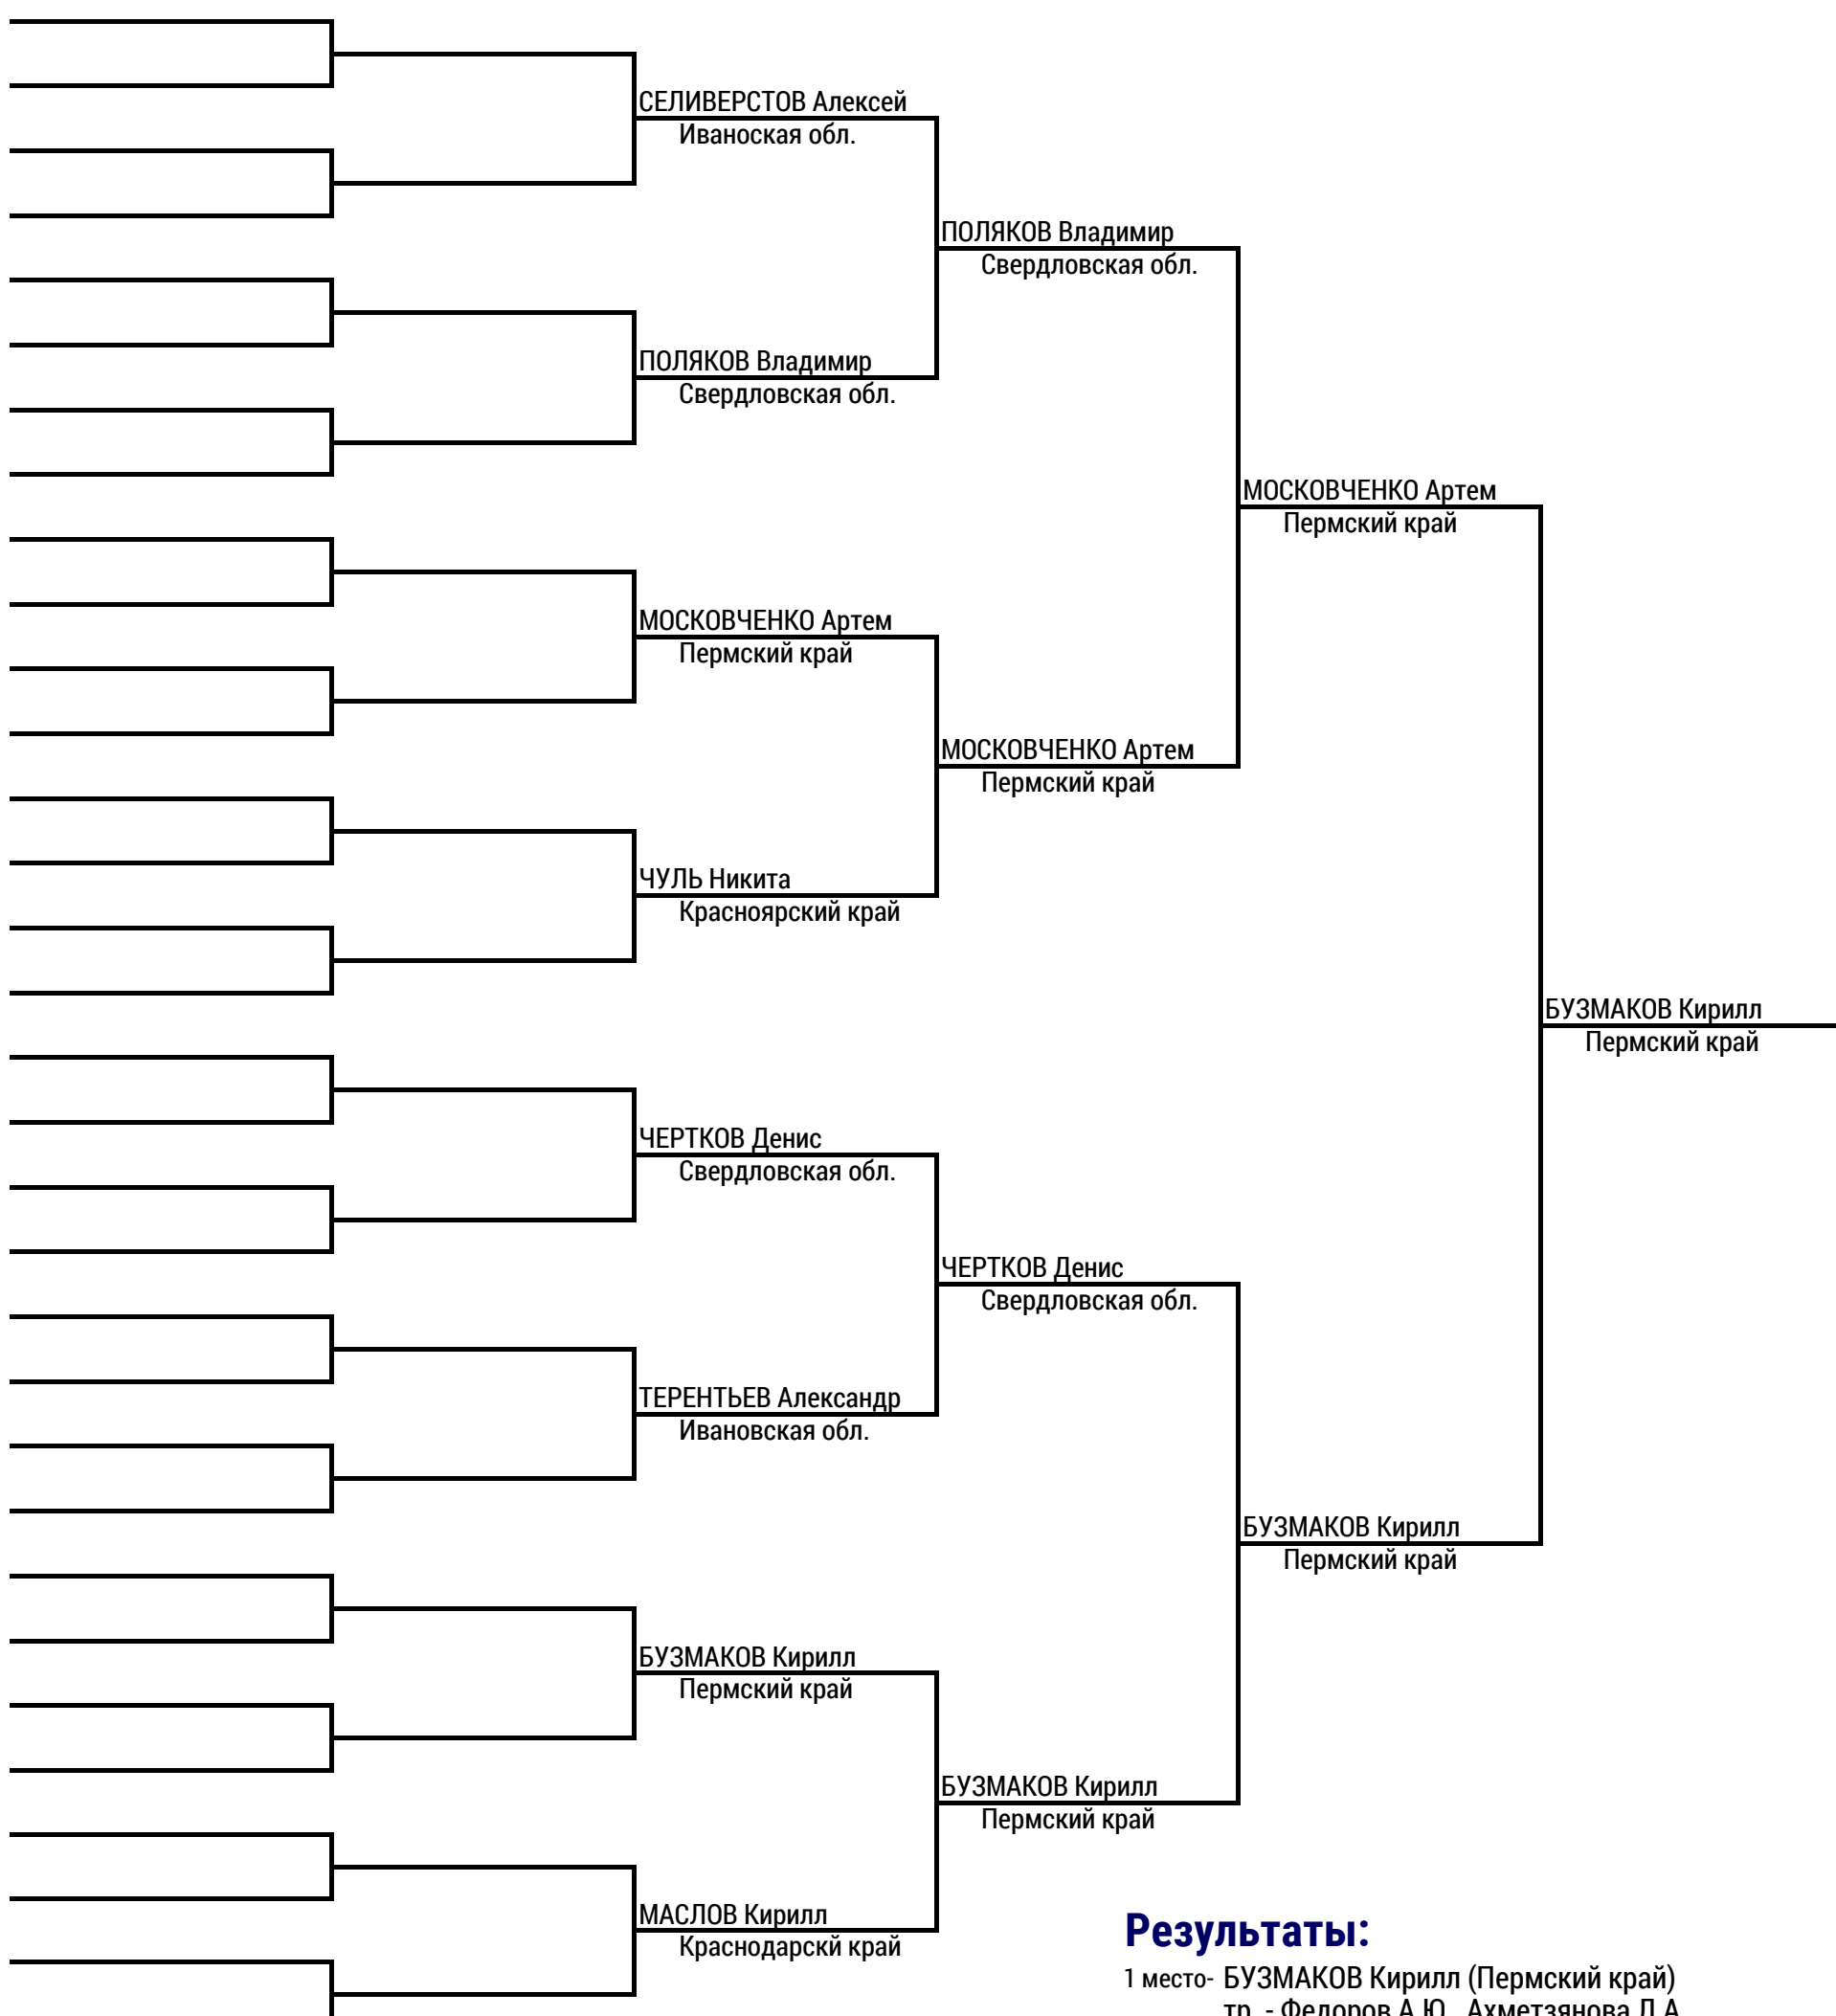 СЕЛИВЕРСТОВ Алексей
Иваноская обл.
ПОЛЯКОВ Владимир
Свердловская обл.
ПОЛЯКОВ Владимир
Свердловская обл.
МОСКОВЧЕНКО Артем
Пермский край
МОСКОВЧЕНКО Артем
Пермский край
МОСКОВЧЕНКО Артем
Пермский край
ЧУЛЬ Никита
Красноярский край
БУЗМАКОВ Кирилл
Пермский край
ЧЕРТКОВ Денис
Свердловская обл.
ЧЕРТКОВ Денис
Свердловская обл.
ТЕРЕНТЬЕВ Александр
Ивановская обл.
БУЗМАКОВ Кирилл
Пермский край
БУЗМАКОВ Кирилл
Пермский край
БУЗМАКОВ Кирилл
Пермский край
МАСЛОВ Кирилл
Краснодарскй край
Результаты:
1 место- БУЗМАКОВ Кирилл (Пермский край)
тр. - Федоров А.Ю., Ахметзянова Л.А.